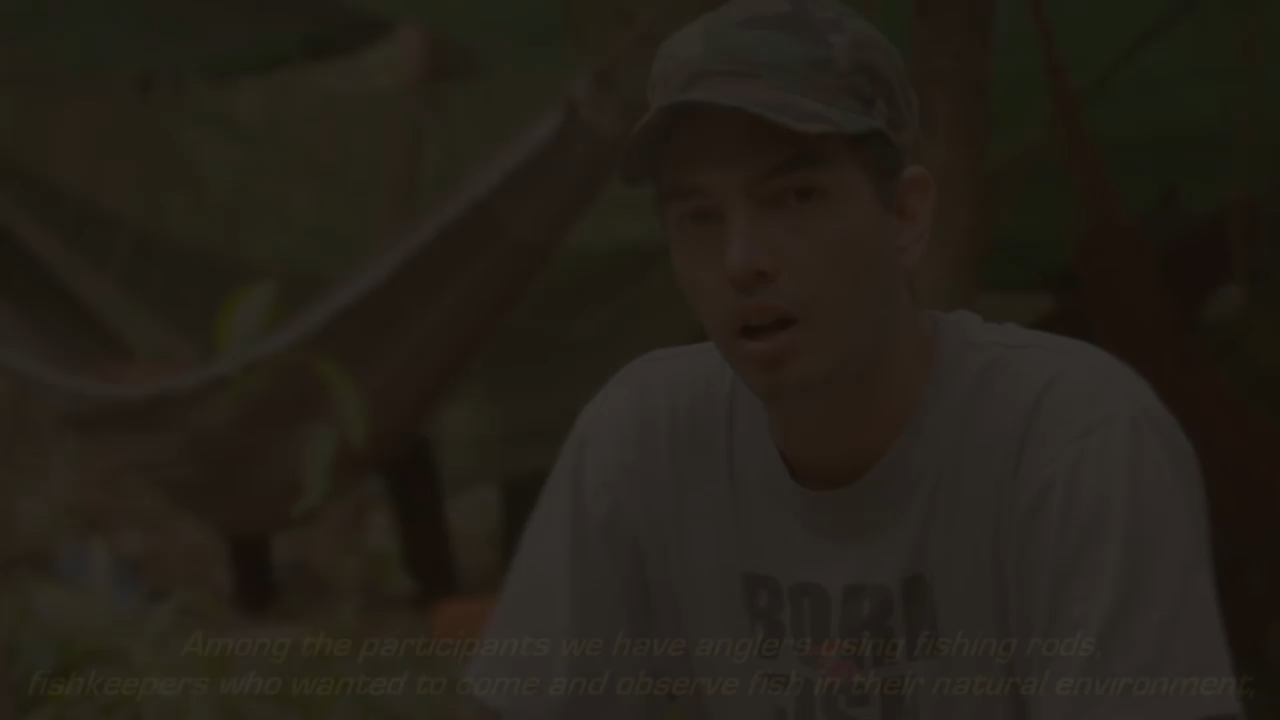 BORN
Among the participants we have anglers using fishing rods,
fishkeepers who wanted to come and observe fish in their natural environment,